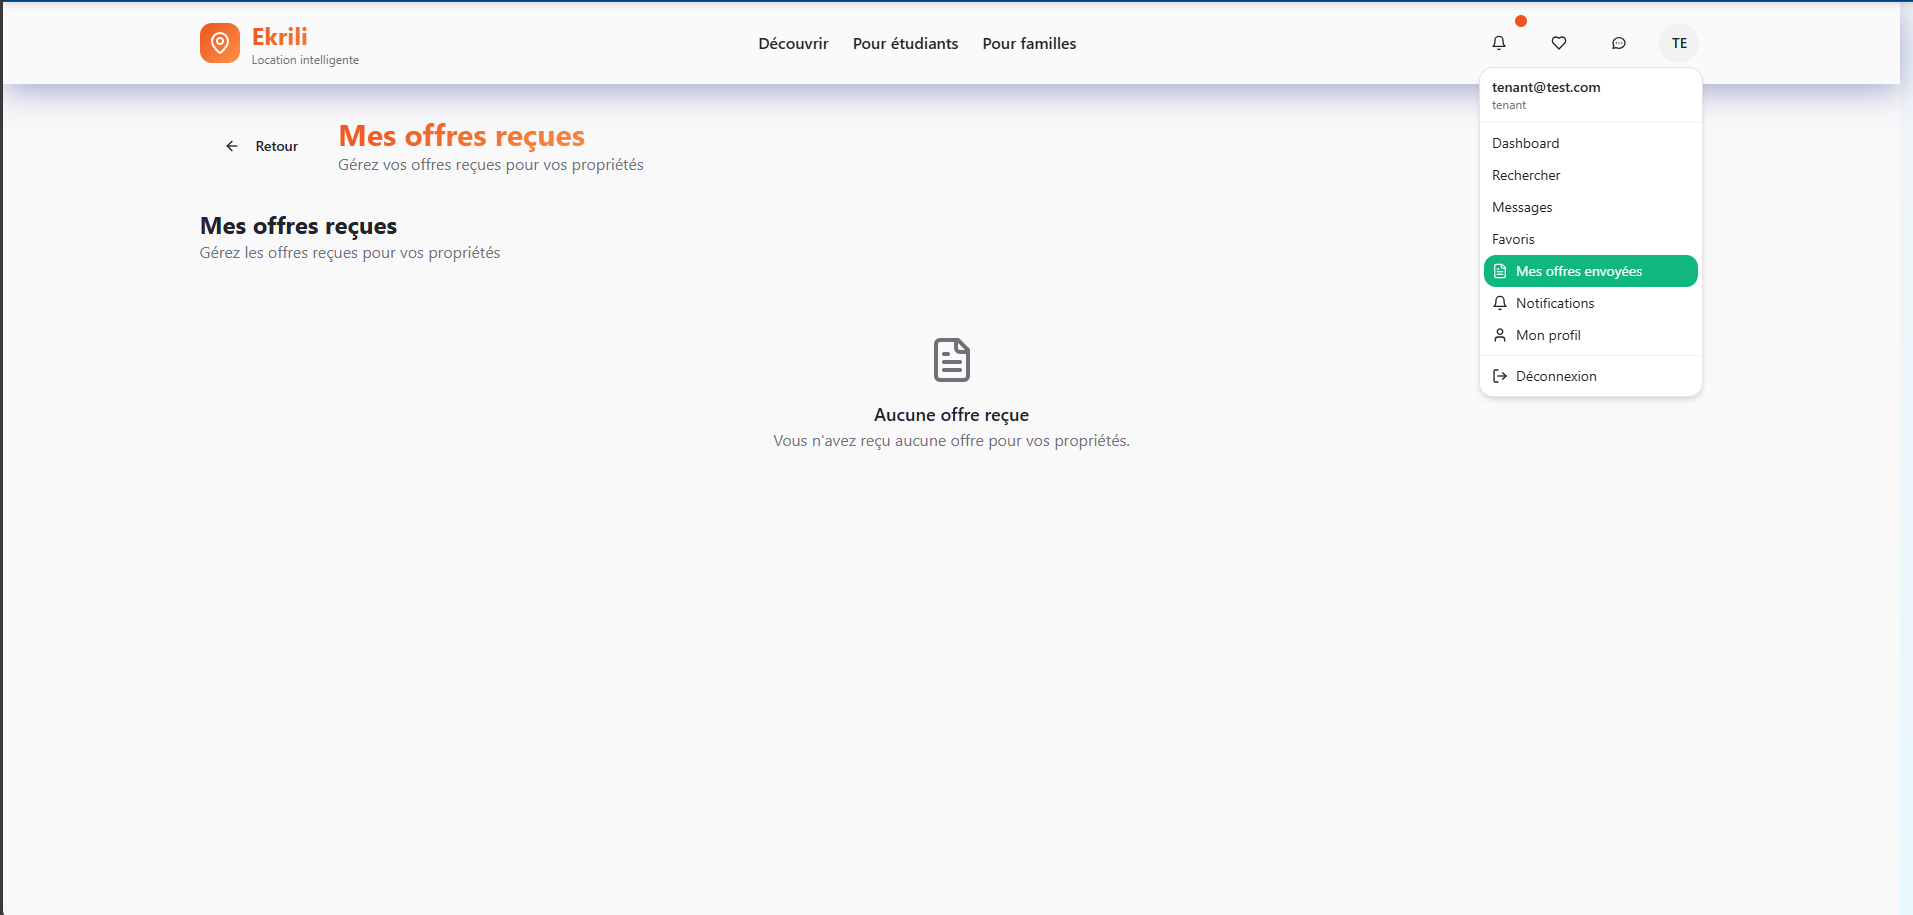 Ekrili
Location intelligente
Découvrir Pour étudiants Pour familles
TE
tenant@test.com
tenant
Dashboard
Rechercher
Messages
Favoris
Mes offres envoyées
Notifications
Mon profil
Déconnexion
Retour
Mes offres reçues
Gérez vos offres reçues pour vos propriétés
Mes offres reçues
Gérez les offres reçues pour vos propriétés
Aucune offre reçue
Vous n'avez reçu aucune offre pour vos propriétés.